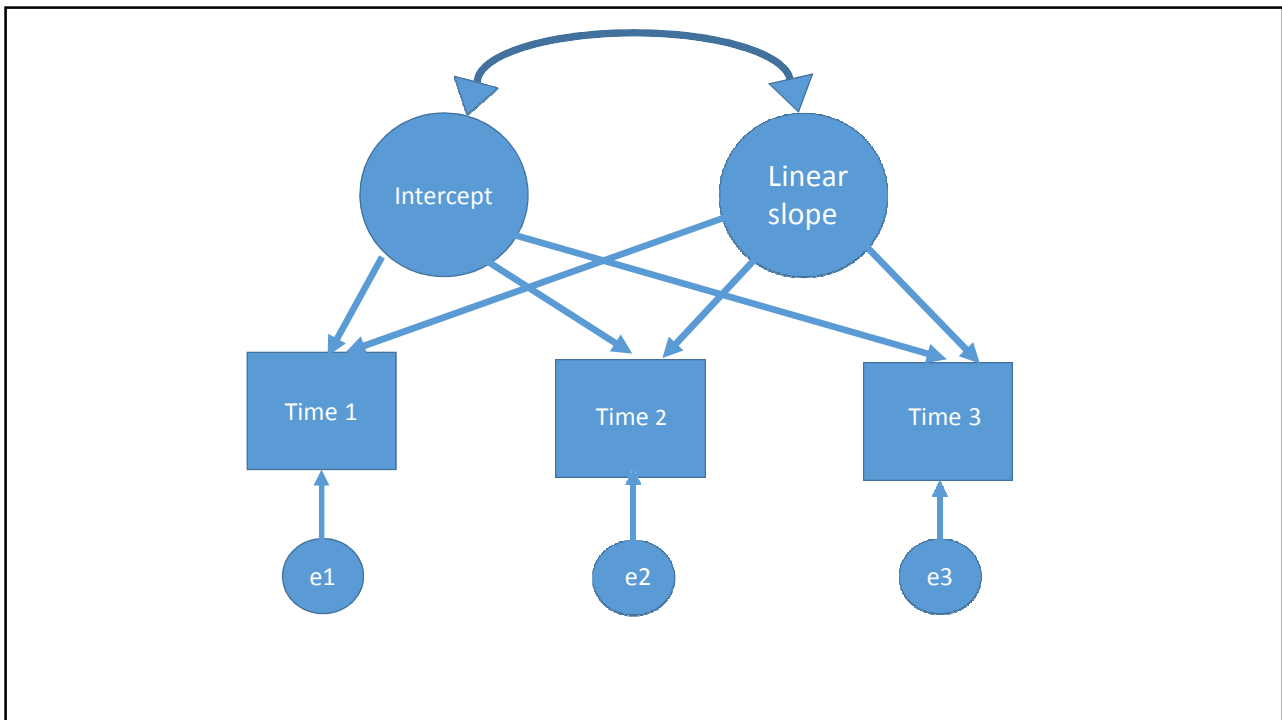 Intercept
Linear
slope
Time 1
Time 2
Time 3
e1
e2
e3